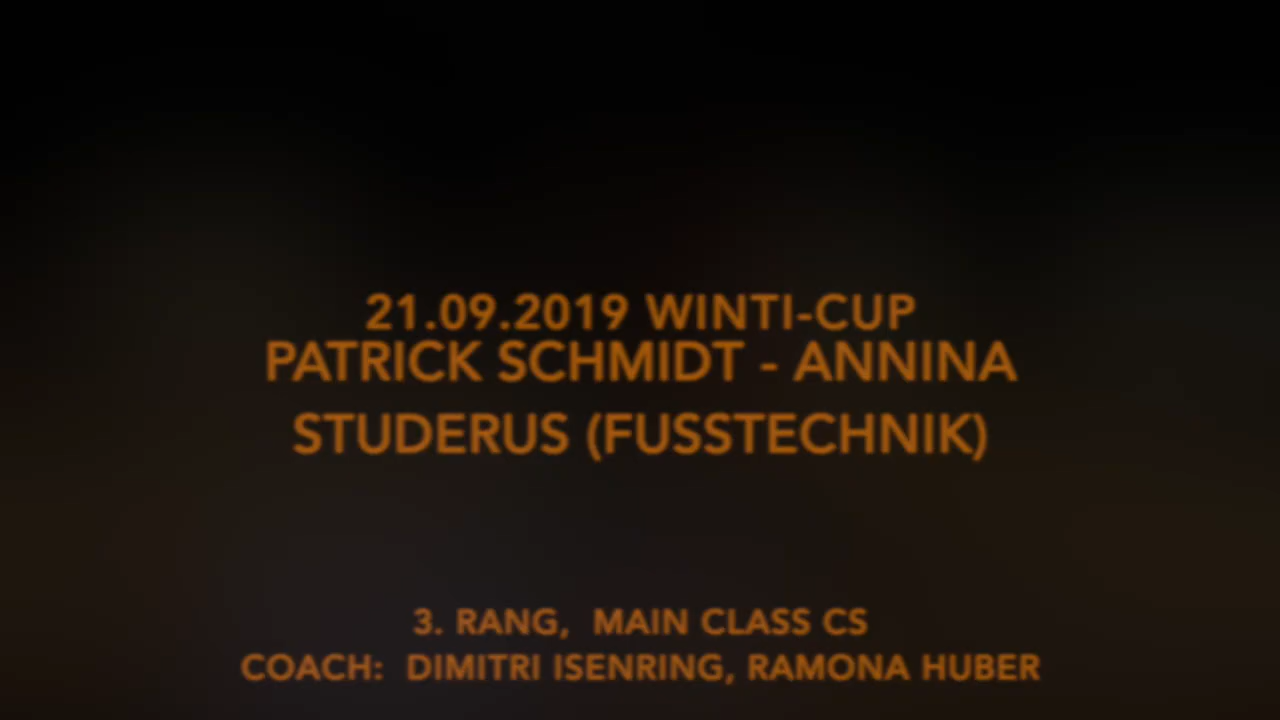 21.09.2019 WINTI-CUP
PATRICK SCHMIDT - ANNINA
STUDERUS (FUSSTECHNIK)
3. RANG,  MAIN CLASS CS
COACH:  DIMITRI ISENRING, RAMONA HUBER